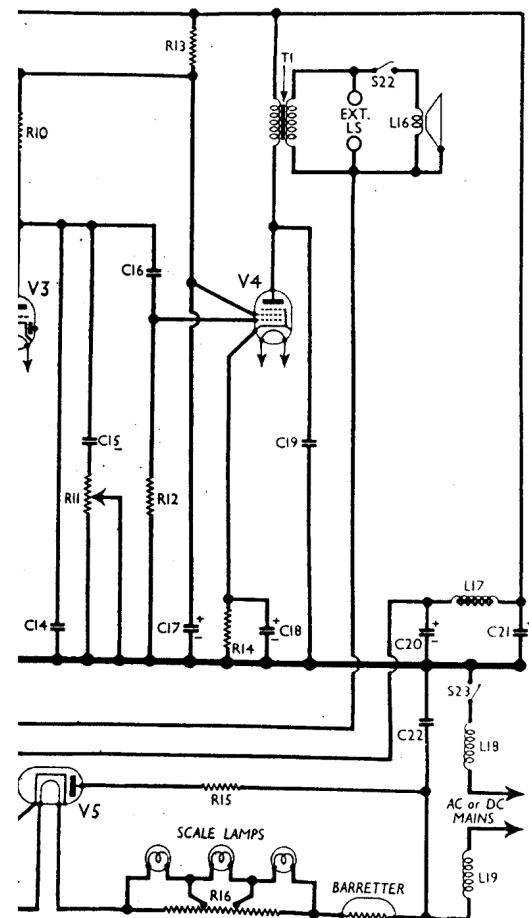 R13
T1
S22
EXT.
LS
L16
R10
C16
V3
V4
C15
C19
R11
R12
L17
C14
C17
+
-
R14
+
-
C18
C20
+
-
C21
+
S23
C22
L18
R15
AC or DC
MAINS
V5
SCALE LAMPS
R16
BARRETTER
L19